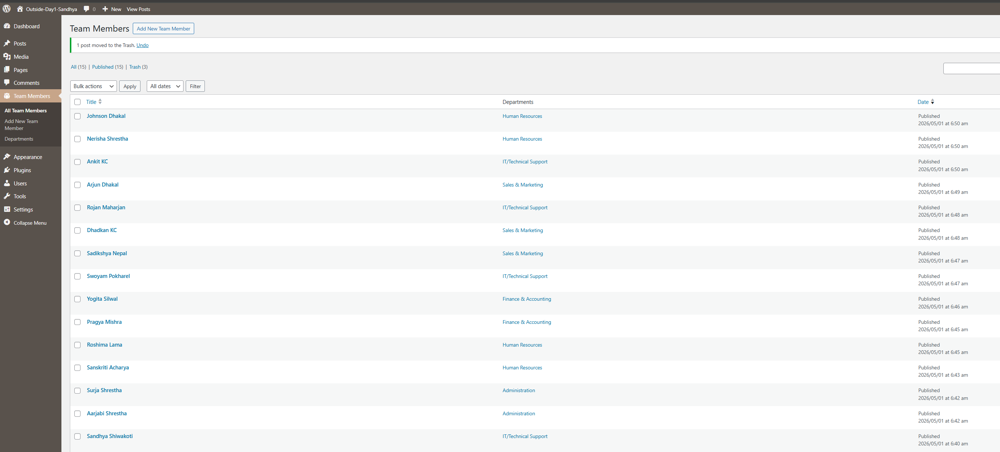 Outside-Day1-Sandhya 0 New View Posts
Dashboard
Posts
Media
Pages
Comments
Team Members
All Team Members
Add New Team
Member
Departments
Appearance
Plugins
Users
Tools
Settings
Collapse Menu
Team Members Add New Team Member
1 post moved to the Trash. Undo
All (15) | Published (15) | Trash (3)
Bulk actions Apply All dates Filter
Title Departments Date
Johnson Dhakal Human Resources Published
2026/05/01 at 6:50 am
Nerisha Shrestha Human Resources Published
2026/05/01 at 6:50 am
Ankit KC IT/Technical Support Published
2026/05/01 at 6:50 am
Arjun Dhakal Sales & Marketing Published
2026/05/01 at 6:49 am
Rojan Maharjan IT/Technical Support Published
2026/05/01 at 6:48 am
Dhadkan KC Sales & Marketing Published
2026/05/01 at 6:48 am
Sadikshya Nepal Sales & Marketing Published
2026/05/01 at 6:47 am
Swoyam Pokharel IT/Technical Support Published
2026/05/01 at 6:47 am
Yogita Silwal Finance & Accounting Published
2026/05/01 at 6:46 am
Pragya Mishra Finance & Accounting Published
2026/05/01 at 6:45 am
Roshima Lama Human Resources Published
2026/05/01 at 6:45 am
Sanskriti Acharya Human Resources Published
2026/05/01 at 6:43 am
Surja Shrestha Administration Published
2026/05/01 at 6:42 am
Aarjabi Shrestha Administration Published
2026/05/01 at 6:42 am
Sandhya Shiwakoti IT/Technical Support Published
2026/05/01 at 6:40 am